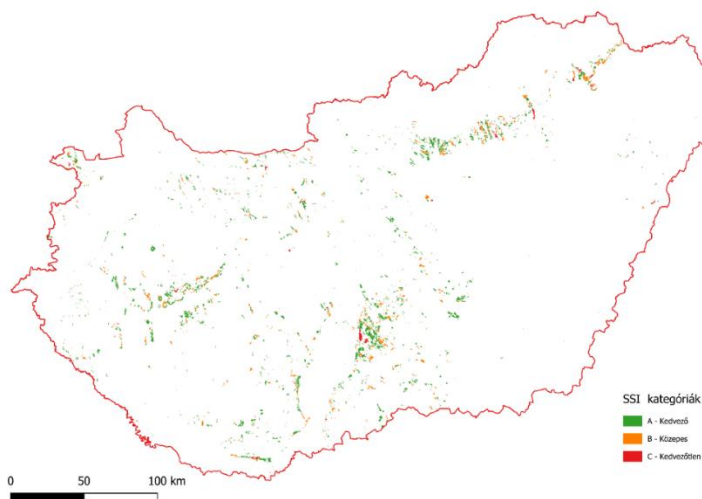 SSI kategóriák
A - Kedvező
B - Közepes
C - Kedvezőtlen
0 50 100 km